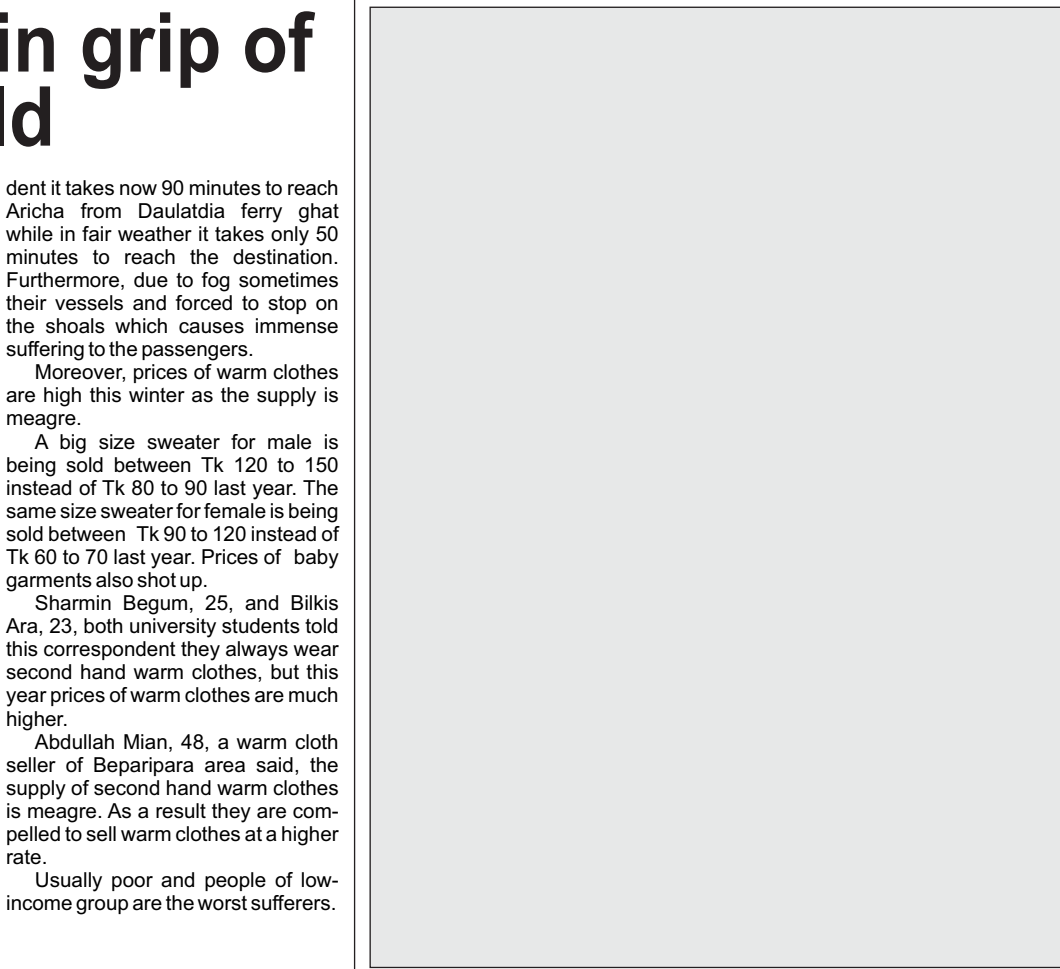 in grip of
ld
dent it takes now 90 minutes to reach
Aricha from Daulatdia ferry ghat
while in fair weather it takes only 50
minutes to reach the destination.
Furthermore, due to fog sometimes
their vessels and forced to stop on
the shoals which causes immense
suffering to the passengers.
Moreover, prices of warm clothes
are high this winter as the supply is
meagre.
A big size sweater for male is
being sold between Tk 120 to 150
instead of Tk 80 to 90 last year. The
same size sweater for female is being
sold between Tk 90 to 120 instead of
Tk 60 to 70 last year. Prices of baby
garments also shot up.
Sharmin Begum, 25, and Bilkis
Ara, 23, both university students told
this correspondent they always wear
second hand warm clothes, but this
year prices of warm clothes are much
higher.
Abdullah Mian, 48, a warm cloth
seller of Beparipara area said, the
supply of second hand warm clothes
is meagre. As a result they are com-
pelled to sell warm clothes at a higher
rate.
Usually poor and people of low-
income group are the worst sufferers.